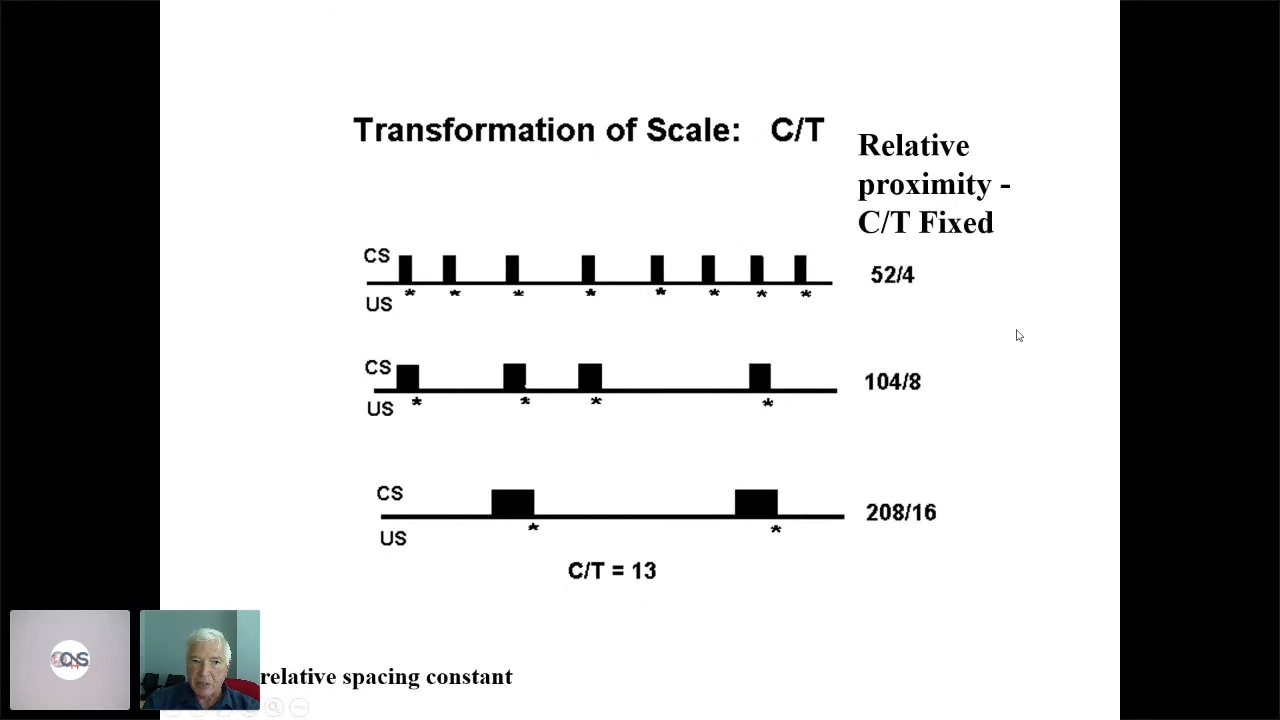 Transformation of Scale: C/T
Relative
proximity -
C/T Fixed
CS
* * * * * * * *
US
52/4
CS
* * * *
US
104/8
CS
* *
US
208/16
C/T = 13
relative spacing constant